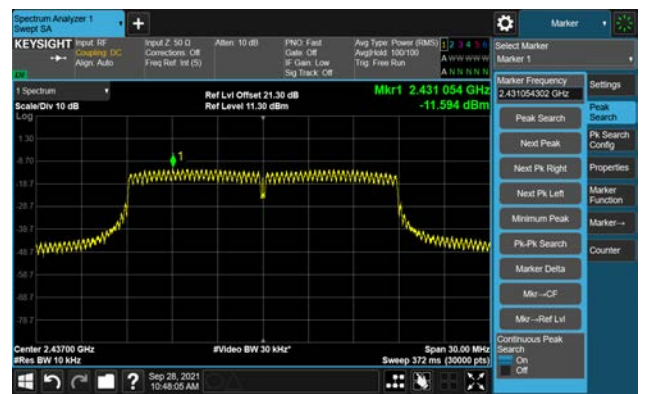 Spectrum Analyzer 1
Swept SA
Marker
KEYSIGHT
Input: RF
Coupling: DC
Align: Auto
Input Z: 50 Ω
Corrections: Off
Freq Ref: Int (S)
Atten: 10 dB
PNO: Fast
Gate: Off
IF Gain: Low
Sig Track: Off
Avg Type: Power (RMS)
Avg|Hold: 100/100
Trig: Free Run
1 2 3 4 5 6
A W W W W W
A N N N N N
Select Marker
Marker 1
1 Spectrum
Scale/Div 10 dB
Log
Ref Lvl Offset 21.30 dB
Ref Level 11.30 dBm
Mkr1 2.431 054 GHz
-11.594 dBm
1.30
-8.70
-18.7
-28.7
-38.7
-48.7
-58.7
-68.7
-78.7
1
Center 2.43700 GHz
#Res BW 10 kHz
#Video BW 30 kHz*
Span 30.00 MHz
Sweep 372 ms (30000 pts)
Marker Frequency
2.431054302 GHz
Peak Search
Next Peak
Next Pk Right
Next Pk Left
Minimum Peak
Pk-Pk Search
Marker Delta
Mkr→CF
Mkr→Ref Lvl
Continuous Peak
Search
On
Off
Settings
Peak
Search
Pk Search
Config
Properties
Marker
Function
Marker→
Counter
Sep 28, 2021
10:48:05 AM